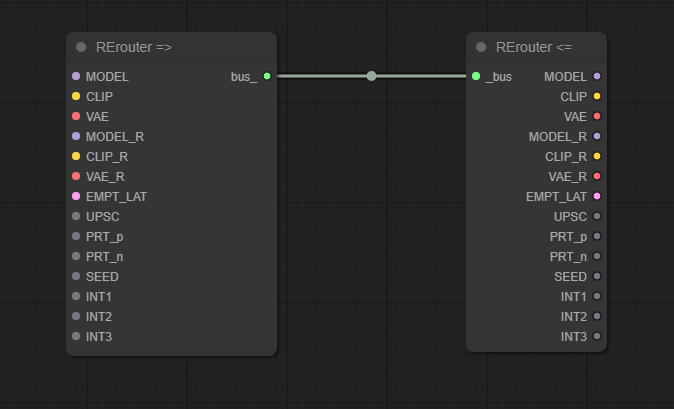 RErouter =>
MODEL bus_
CLIP
VAE
MODEL_R
CLIP_R
VAE_R
EMPT_LAT
UPSC
PRT_p
PRT_n
SEED
INT1
INT2
INT3
RErouter <=
_bus MODEL
CLIP
VAE
MODEL_R
CLIP_R
VAE_R
EMPT_LAT
UPSC
PRT_p
PRT_n
SEED
INT1
INT2
INT3